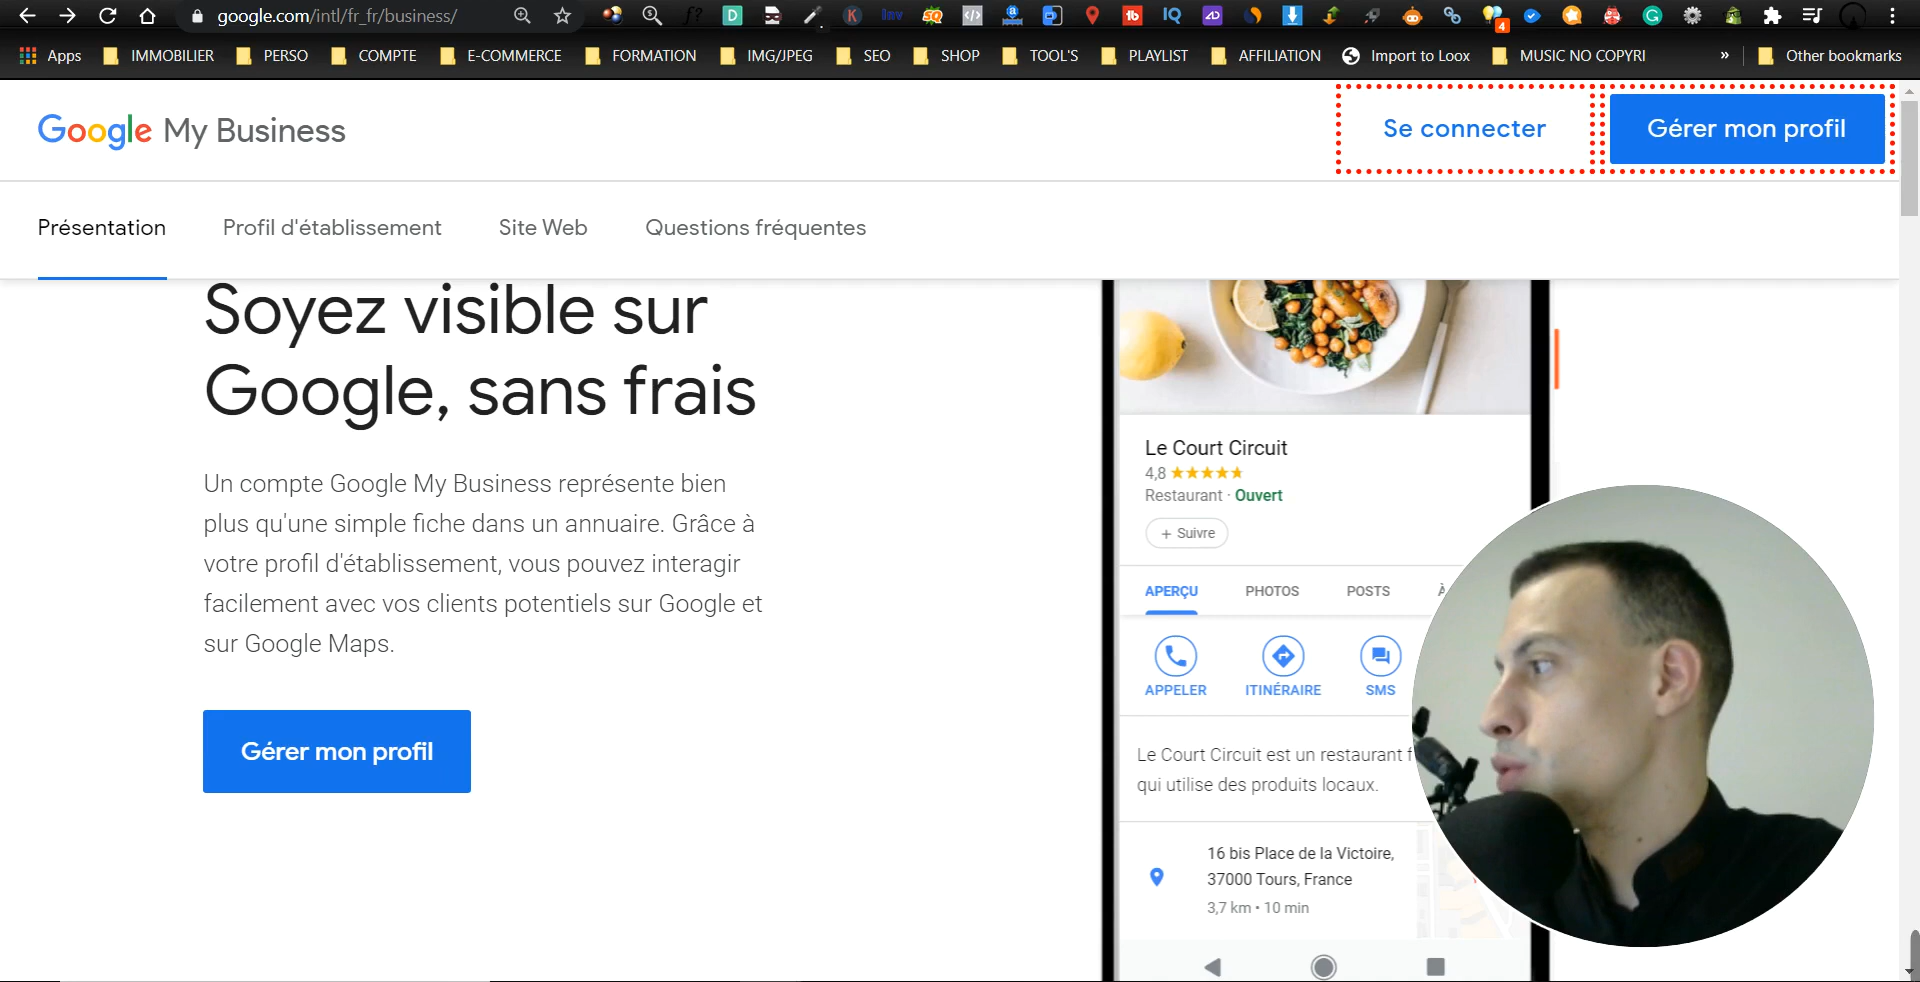 google.com/intl/fr_fr/business/
f?
D
K
Inv
SQ
</>
a
tb
IQ
4
G
Apps
IMMOBILIER
PERSO
COMPTE
E-COMMERCE
FORMATION
IMG/JPEG
SEO
SHOP
TOOL'S
PLAYLIST
AFFILIATION
Import to Loox
MUSIC NO COPYRI
»
Other bookmarks
Google My Business
Se connecter
Gérer mon profil
Présentation
Profil d'établissement
Site Web
Questions fréquentes
Soyez visible sur
Google, sans frais
Un compte Google My Business représente bien
plus qu'une simple fiche dans un annuaire. Grâce à
votre profil d'établissement, vous pouvez interagir
facilement avec vos clients potentiels sur Google et
sur Google Maps.
Gérer mon profil
Le Court Circuit
4,8 ★★★★★
Restaurant · Ouvert
+ Suivre
APERÇU
PHOTOS
POSTS
À
APPELER
ITINÉRAIRE
SMS
Le Court Circuit est un restaurant f
qui utilise des produits locaux.
16 bis Place de la Victoire,
37000 Tours, France
3,7 km • 10 min